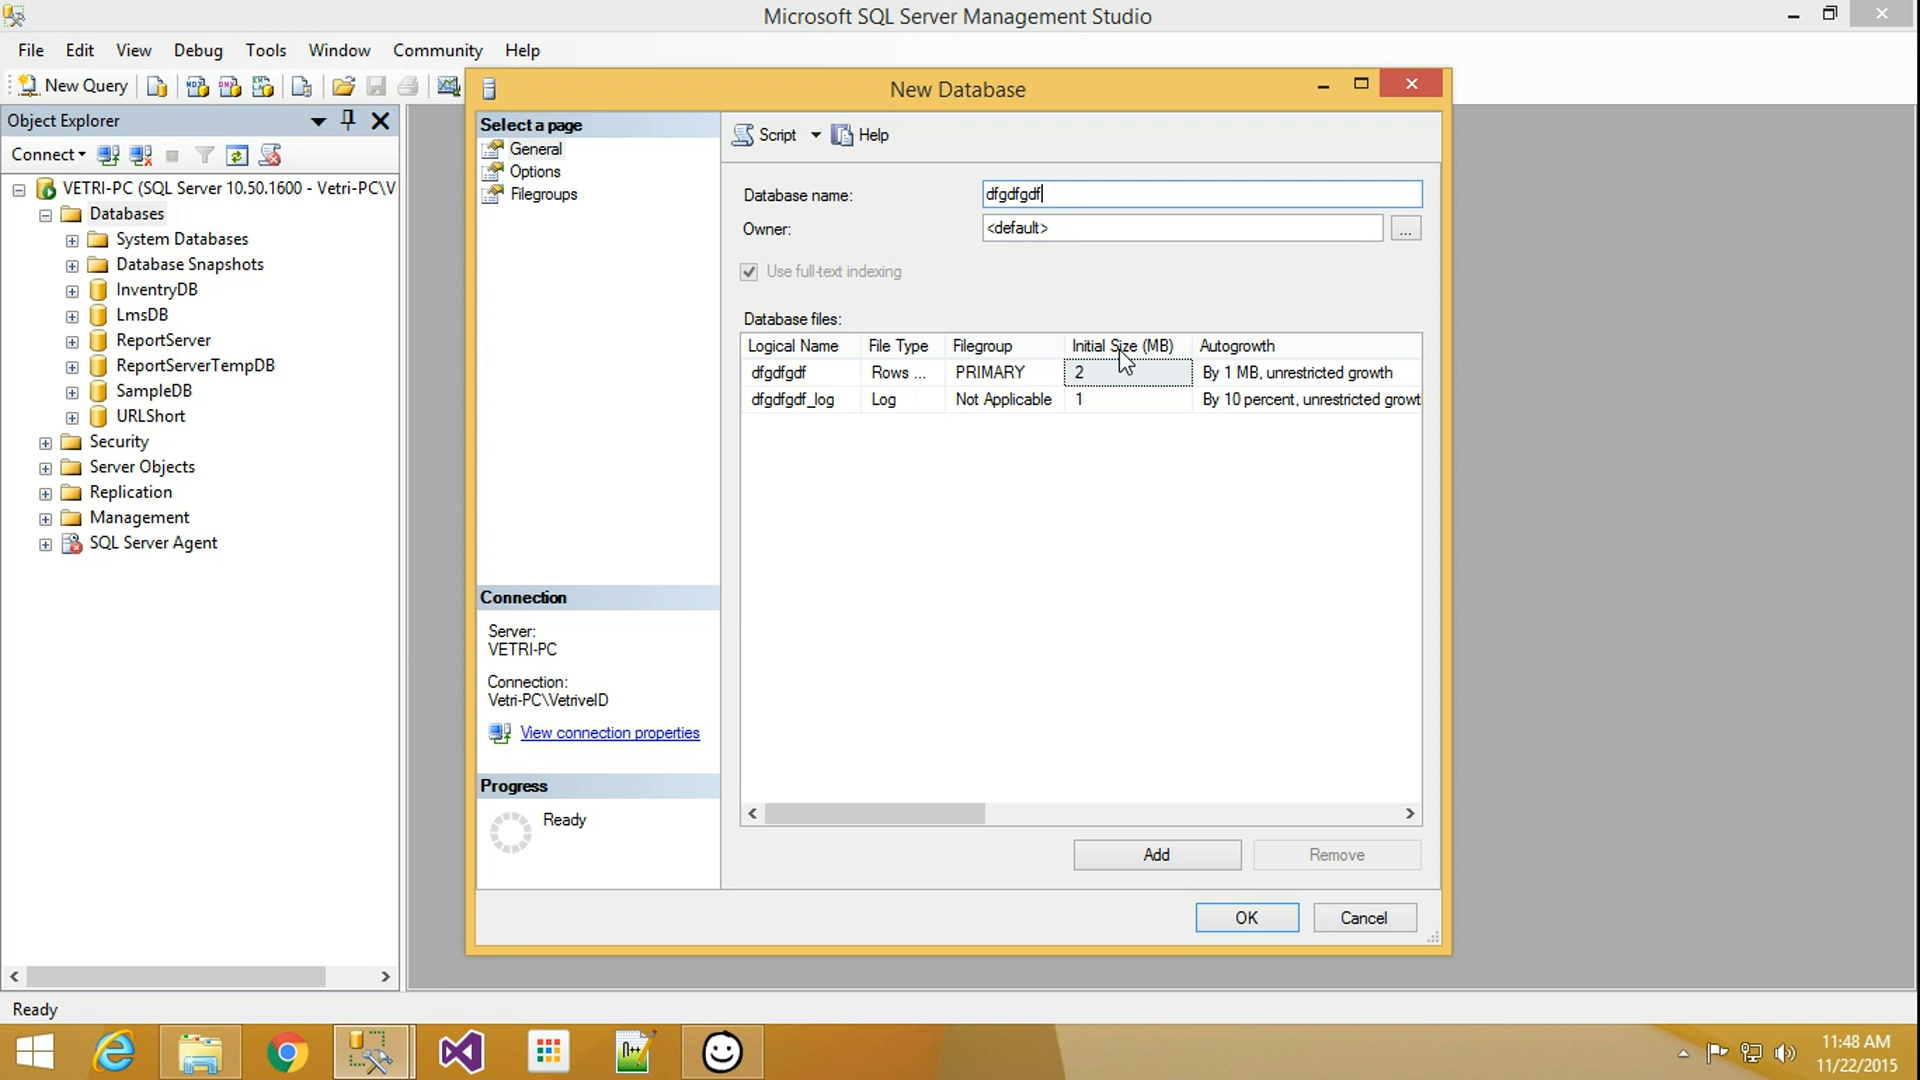 Microsoft SQL Server Management Studio
File Edit View Debug Tools Window Community Help
New Query
Object Explorer
Connect
VETRI-PC (SQL Server 10.50.1600 - Vetri-PC\V
Databases
System Databases
Database Snapshots
InventryDB
LmsDB
ReportServer
ReportServerTempDB
SampleDB
URLShort
Security
Server Objects
Replication
Management
SQL Server Agent
New Database
Select a page
General
Options
Filegroups
Connection
Server:
VETRI-PC
Connection:
Vetri-PC\VetrivelD
View connection properties
Progress
Ready
Script Help
Database name: dfgdfgdf
Owner: <default> ...
Use full-text indexing
Database files:
Logical Name File Type Filegroup Initial Size (MB) Autogrowth
dfgdfgdf Rows ... PRIMARY 2 By 1 MB, unrestricted growth
dfgdfgdf_log Log Not Applicable 1 By 10 percent, unrestricted growt
Add Remove
OK Cancel
Ready
n++
11:48 AM
11/22/2015